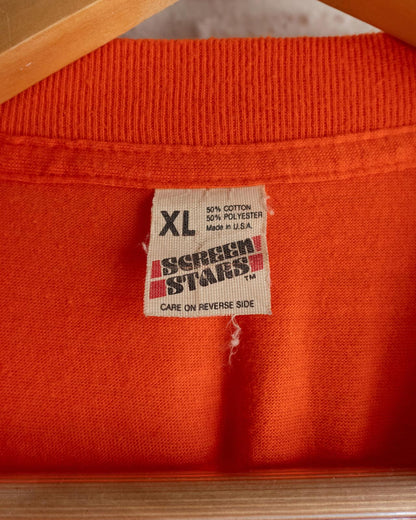 XL
50% COTTON
50% POLYESTER
Made in U.S.A.
SCREEN
STARS
TM
CARE ON REVERSE SIDE